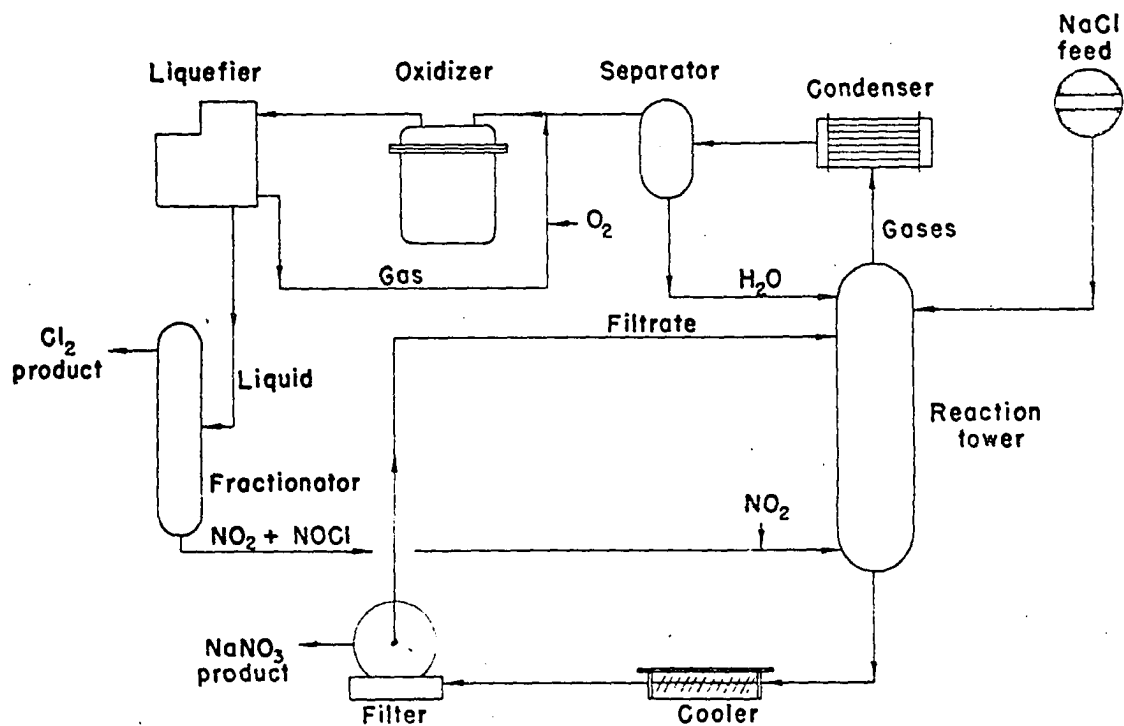 NaCl
feed
Liquefier
Oxidizer
Separator
Condenser
O₂
Gases
Gas
H₂O
Filtrate
Cl₂
product
Liquid
Reaction
tower
Fractionator
NO₂
NO₂ + NOCl
NaNO₃
product
Filter
Cooler